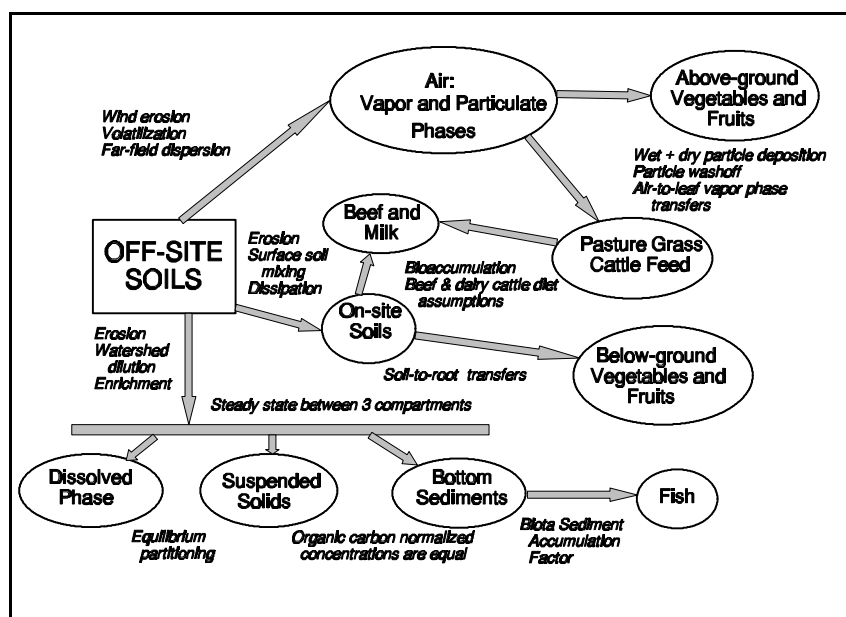 Air:
Vapor and Particulate
Phases
Above-ground
Vegetables and
Fruits
Wind erosion
Volatilization
Far-field dispersion
Wet + dry particle deposition
Particle washoff
Air-to-leaf vapor phase
transfers
Beef and
Milk
OFF-SITE
SOILS
Erosion
Surface soil
mixing
Dissipation
Pasture Grass
Cattle Feed
Bioaccumulation
Beef & dairy cattle diet
assumptions
On-site
Soils
Erosion
Watershed
dilution
Enrichment
Below-ground
Vegetables and
Fruits
Soil-to-root transfers
Steady state between 3 compartments
Dissolved
Phase
Suspended
Solids
Bottom
Sediments
Fish
Equilibrium
partitioning
Organic carbon normalized
concentrations are equal
Biota Sediment
Accumulation
Factor